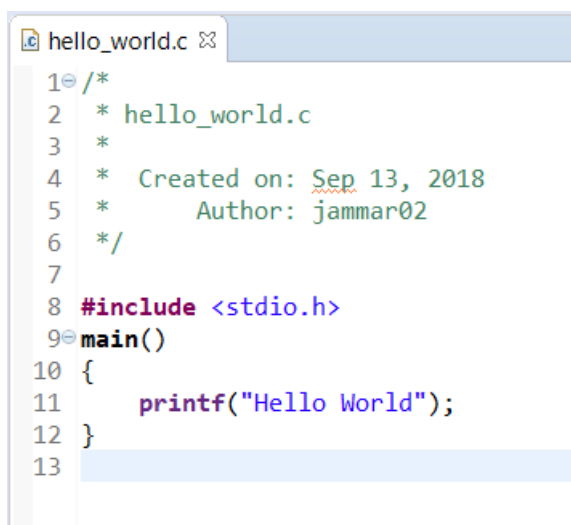 hello_world.c
1 /*
2  * hello_world.c
3  *
4  *  Created on: Sep 13, 2018
5  *      Author: jammar02
6  */
7
8 #include <stdio.h>
9 main()
10 {
11     printf("Hello World");
12 }
13